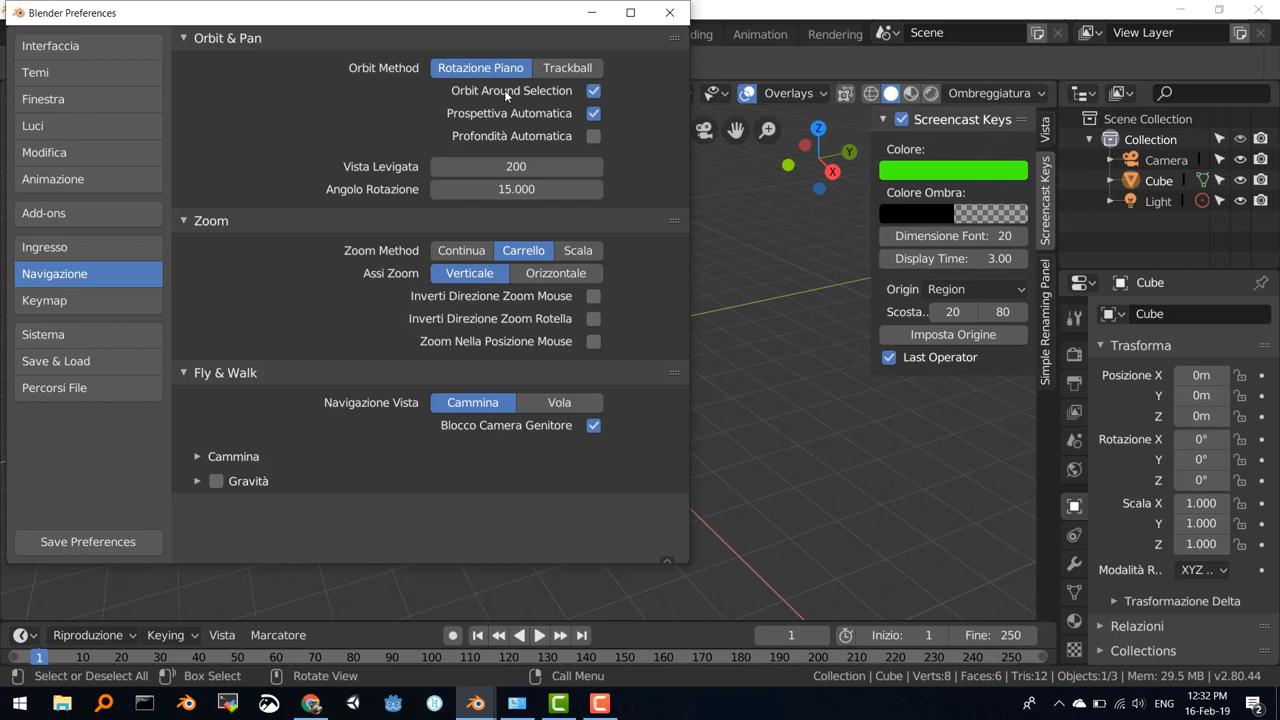 Blender Preferences
Interfaccia
Temi
Finestra
Luci
Modifica
Animazione
Add-ons
Ingresso
Navigazione
Keymap
Sistema
Save & Load
Percorsi File
Save Preferences
Orbit & Pan
Orbit Method Rotazione Piano Trackball
Orbit Around Selection
Prospettiva Automatica
Profondità Automatica
Vista Levigata 200
Angolo Rotazione 15.000
Zoom
Zoom Method Continua Carrello Scala
Assi Zoom Verticale Orizzontale
Inverti Direzione Zoom Mouse
Inverti Direzione Zoom Rotella
Zoom Nella Posizione Mouse
Fly & Walk
Navigazione Vista Cammina Vola
Blocco Camera Genitore
Cammina
Gravità
ding Animation Rendering Scene View Layer
Overlays Ombreggiatura
Z
Y
X
Screencast Keys
Colore:
Colore Ombra:
Dimensione Font: 20
Display Time: 3.00
Origin Region
Scosta.. 20 80
Imposta Origine
Last Operator
Vista
Screencast Keys
Simple Renaming Panel
Scene Collection
Collection
Camera
Cube
Light
Cube
Cube
Trasforma
Posizione X 0m
Y 0m
Z 0m
Rotazione X 0°
Y 0°
Z 0°
Scala X 1.000
Y 1.000
Z 1.000
Modalità R.. XYZ ..
Trasformazione Delta
Relazioni
Collections
Riproduzione Keying Vista Marcatore 1 Inizio: 1 Fine: 250
1 10 20 30 40 50 60 70 80 90 100 110 120 130 140 150 160 170 180 190 200 210 220 230 240 250
Select or Deselect All Box Select Rotate View Call Menu Collection | Cube | Verts:8 | Faces:6 | Tris:12 | Objects:1/3 | Mem: 29.5 MB | v2.80.44
12:32 PM
16-Feb-19
2